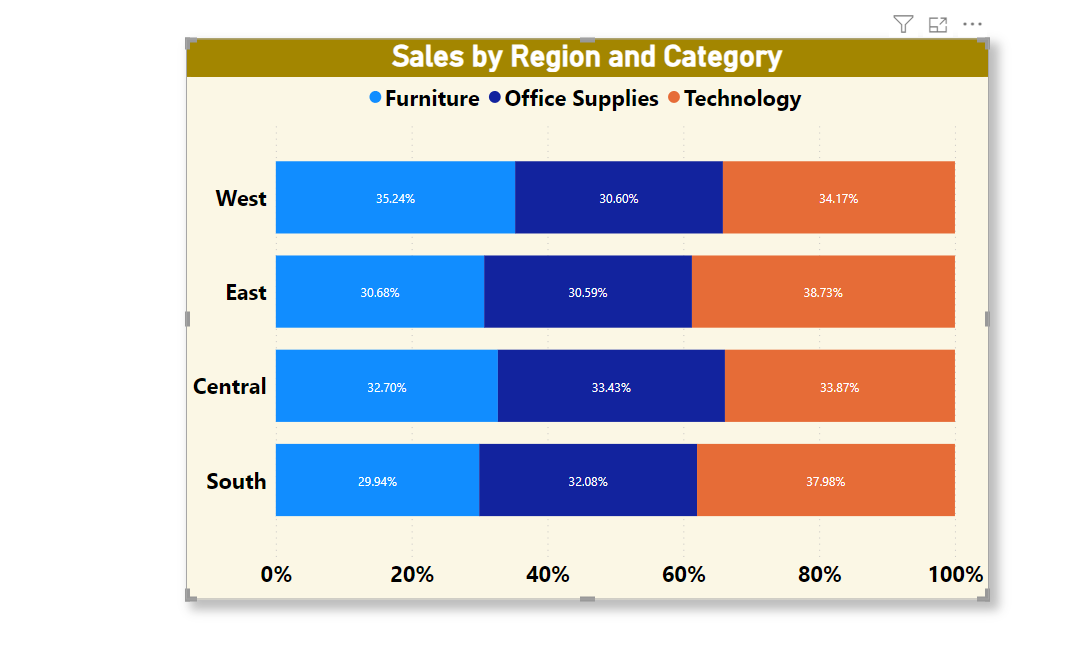 Sales by Region and Category
Furniture Office Supplies Technology
West 35.24% 30.60% 34.17%
East 30.68% 30.59% 38.73%
Central 32.70% 33.43% 33.87%
South 29.94% 32.08% 37.98%
0% 20% 40% 60% 80% 100%